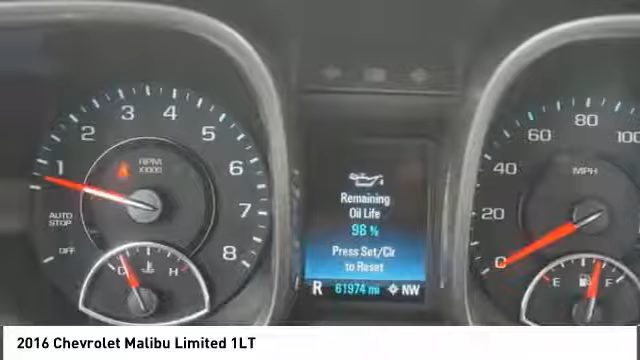 1
2
3
4
5
6
7
8
RPM
X1000
AUTO
STOP
OFF
C
H
Remaining
Oil Life
98 %
Press Set/Clr
to Reset
R 61974 mi NW
0
20
40
60
80
100
MPH
E
F
2016 Chevrolet Malibu Limited 1LT